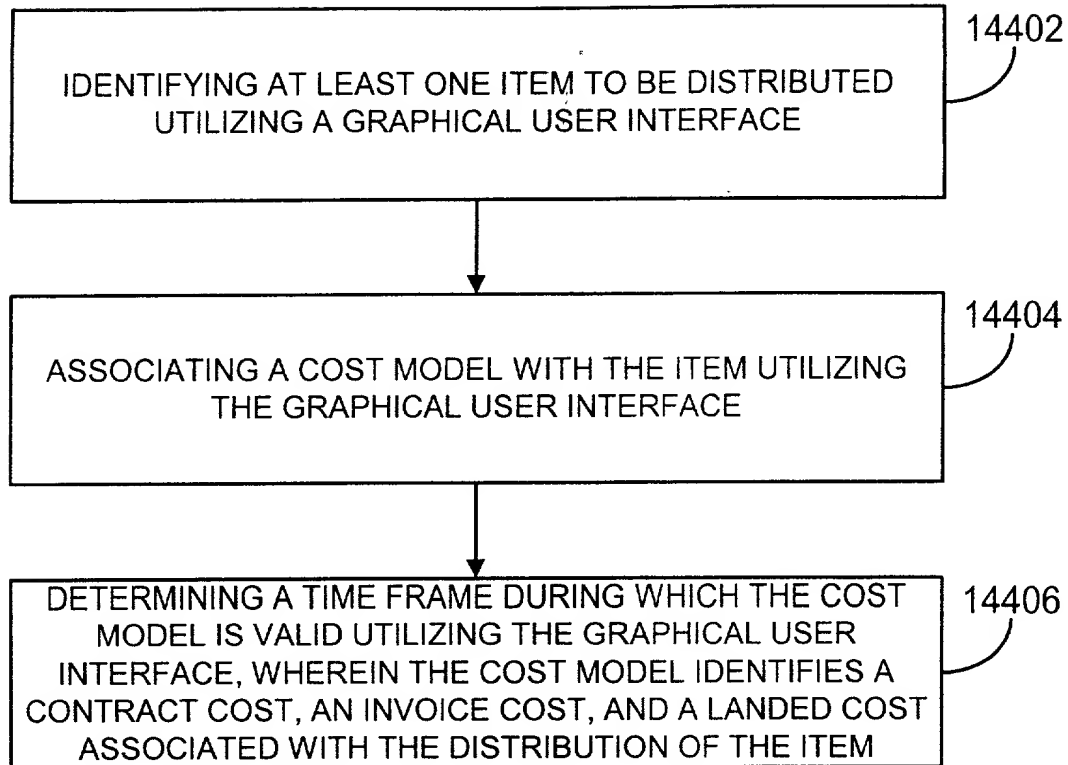 14402
IDENTIFYING AT LEAST ONE ITEM TO BE DISTRIBUTED
UTILIZING A GRAPHICAL USER INTERFACE
14404
ASSOCIATING A COST MODEL WITH THE ITEM UTILIZING
THE GRAPHICAL USER INTERFACE
14406
DETERMINING A TIME FRAME DURING WHICH THE COST
MODEL IS VALID UTILIZING THE GRAPHICAL USER
INTERFACE, WHEREIN THE COST MODEL IDENTIFIES A
CONTRACT COST, AN INVOICE COST, AND A LANDED COST
ASSOCIATED WITH THE DISTRIBUTION OF THE ITEM